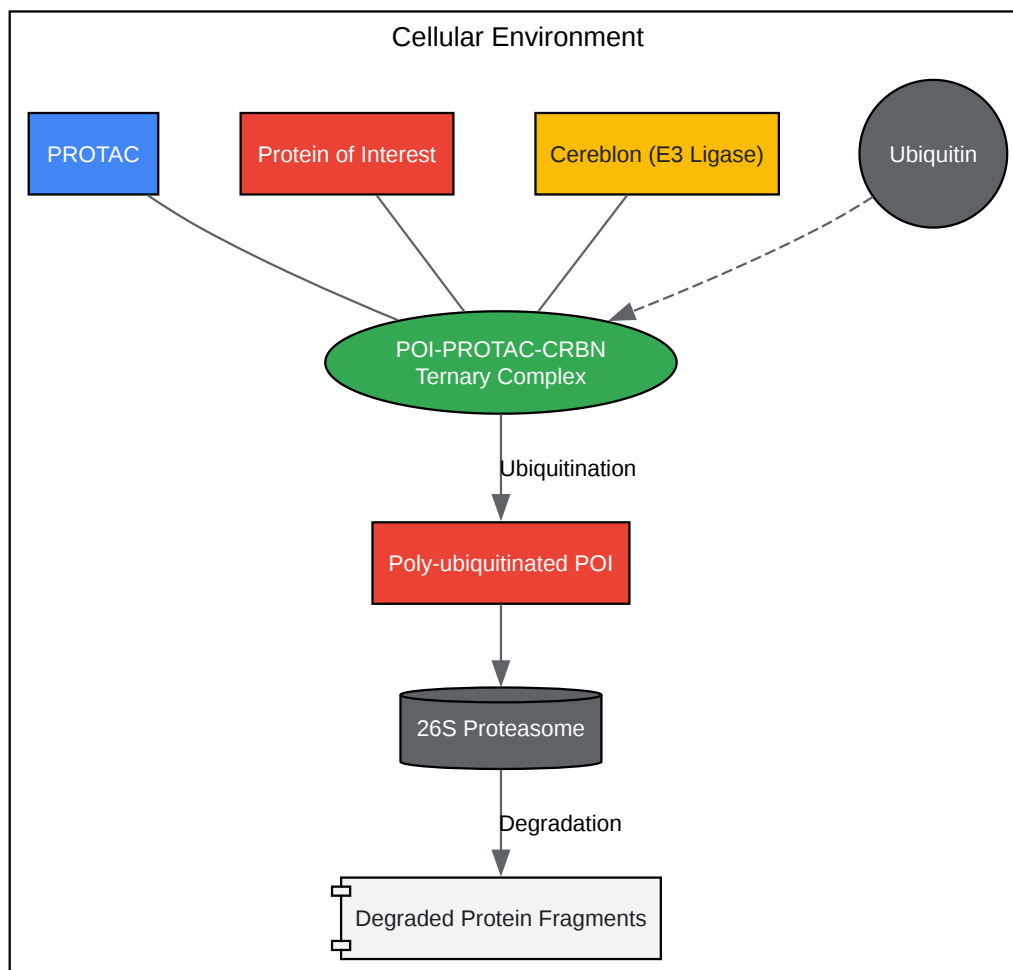 Cellular Environment
PROTAC
Protein of Interest
Cereblon (E3 Ligase)
Ubiquitin
POI-PROTAC-CRBN
Ternary Complex
Ubiquitination
Poly-ubiquitinated POI
26S Proteasome
Degradation
Degraded Protein Fragments